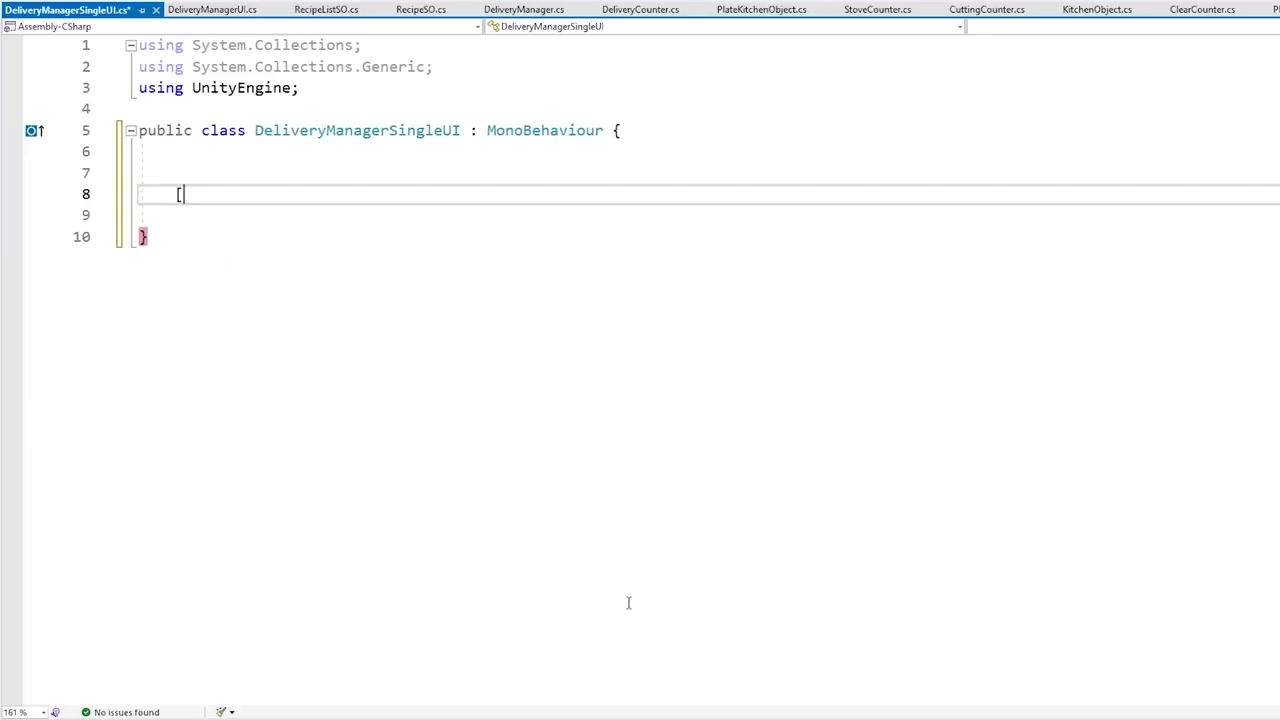 DeliveryManagerSingleUI.cs* DeliveryManagerUI.cs RecipeListSO.cs RecipeSO.cs DeliveryManager.cs DeliveryCounter.cs PlateKitchenObject.cs StoveCounter.cs CuttingCounter.cs KitchenObject.cs ClearCounter.cs
Assembly-CSharp DeliveryManagerSingleUI
1 using System.Collections;
2 using System.Collections.Generic;
3 using UnityEngine;
4
5 public class DeliveryManagerSingleUI : MonoBehaviour {
6
7
8 [
9
10 }
161 % No issues found